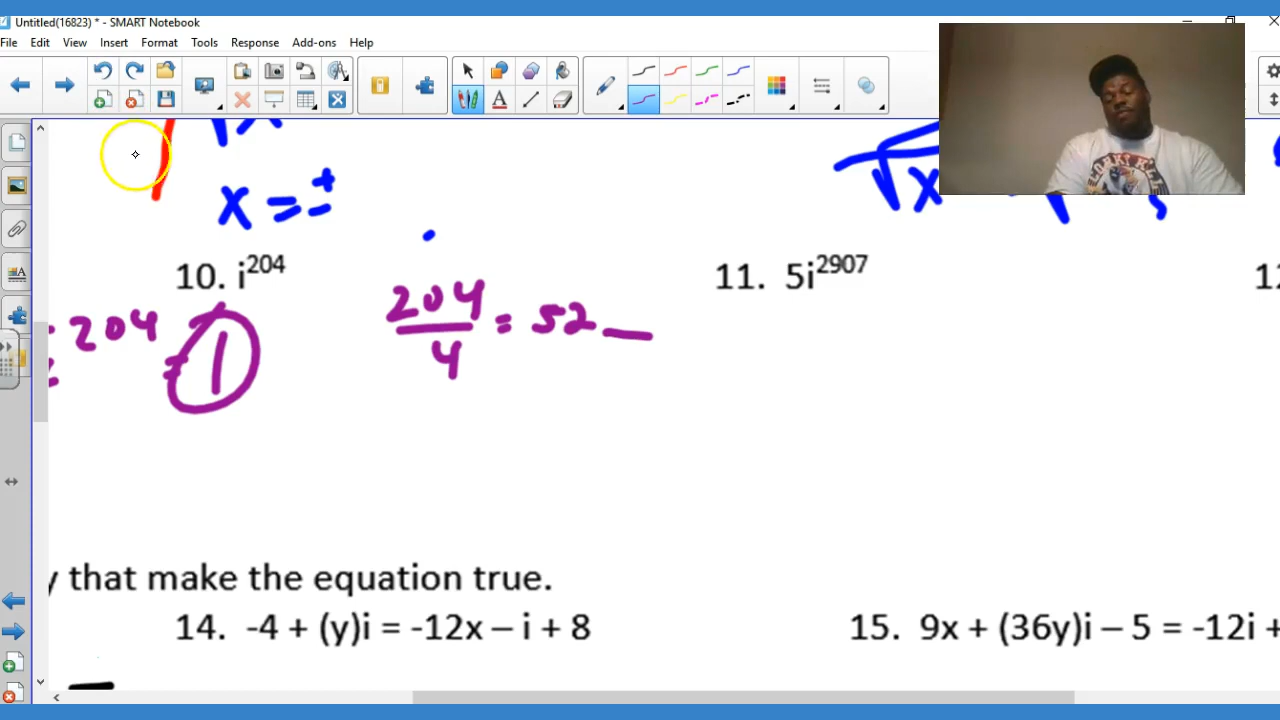 Untitled(16823) * - SMART Notebook
File Edit View Insert Format Tools Response Add-ons Help
x = ±
√x
10. i^204
11. 5i^2907
12
204 = 1
204/4 = 52 _
y that make the equation true.
14. -4 + (y)i = -12x – i + 8
15. 9x + (36y)i – 5 = -12i +